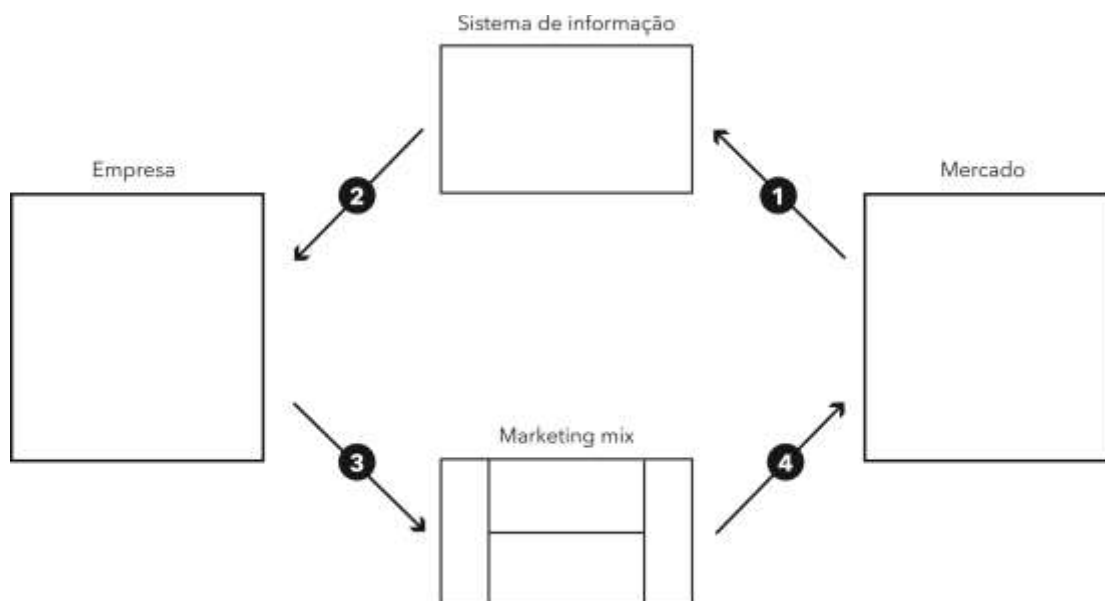 Sistema de informação
Empresa
Mercado
2
1
Marketing mix
3
4